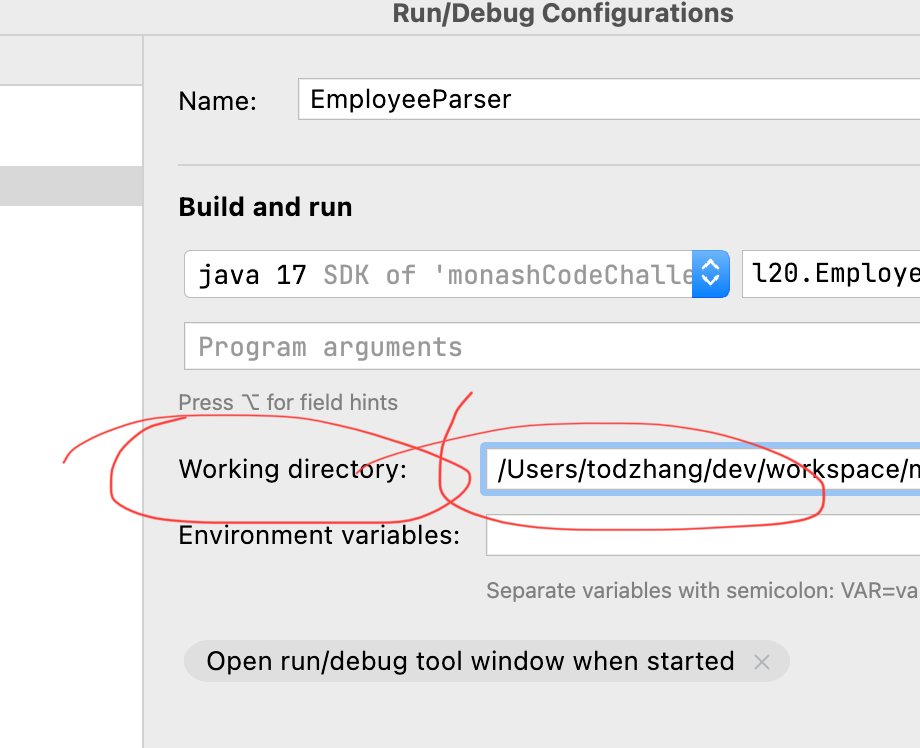 Run/Debug Configurations
Name: EmployeeParser
Build and run
java 17 SDK of 'monashCodeChalle l20.Employe
Program arguments
Press ⌥ for field hints
Working directory: /Users/todzhang/dev/workspace/m
Environment variables:
Separate variables with semicolon: VAR=va
Open run/debug tool window when started ×